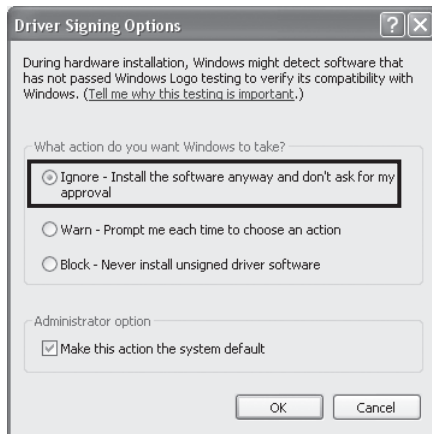 Driver Signing Options
During hardware installation, Windows might detect software that
has not passed Windows Logo testing to verify its compatibility with
Windows. (Tell me why this testing is important.)
What action do you want Windows to take?
Ignore - Install the software anyway and don't ask for my
approval
Warn - Prompt me each time to choose an action
Block - Never install unsigned driver software
Administrator option
Make this action the system default
OK
Cancel